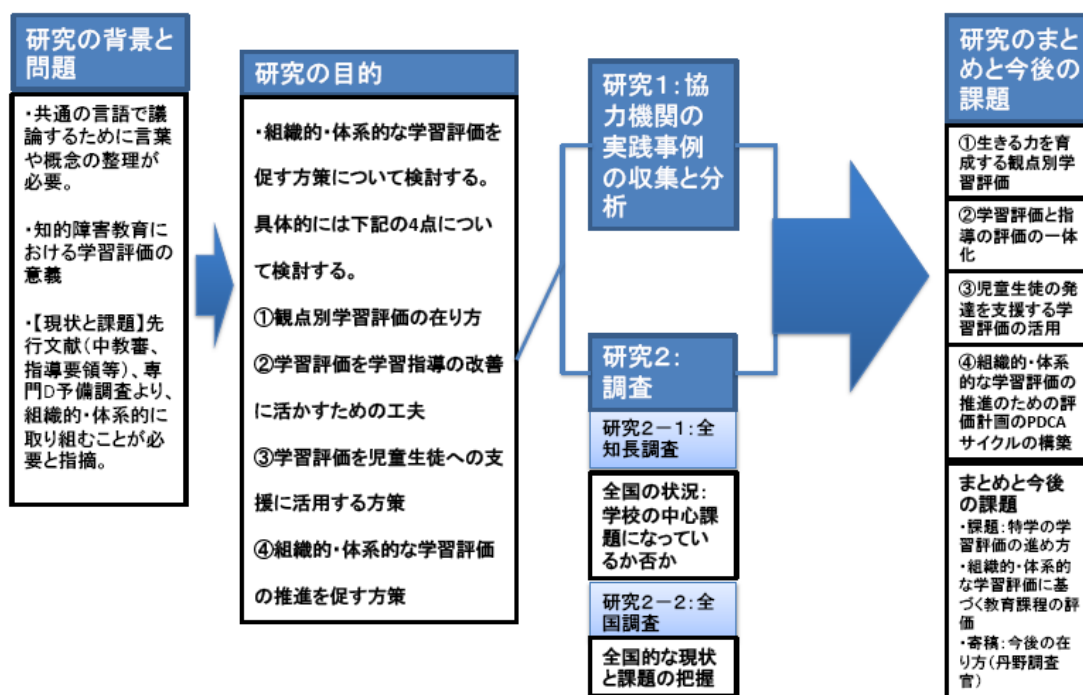 研究の背景と
問題
・共通の言語で議
論するために言葉
や概念の整理が
必要。
・知的障害教育に
おける学習評価の
意義
・【現状と課題】先
行文献(中教審、
指導要領等)、専
門D予備調査より、
組織的・体系的に
取り組むことが必
要と指摘。
研究の目的
・組織的・体系的な学習評価を
促す方策について検討する。
具体的には下記の4点につい
て検討する。
①観点別学習評価の在り方
②学習評価を学習指導の改善
に活かすための工夫
③学習評価を児童生徒への支
援に活用する方策
④組織的・体系的な学習評価
の推進を促す方策
研究1:協
力機関の
実践事例
の収集と分
析
研究2:
調査
研究2-1:全
知長調査
全国の状況:
学校の中心課
題になってい
るか否か
研究2-2:全
国調査
全国的な現状
と課題の把握
研究のまと
めと今後の
課題
①生きる力を育
成する観点別学
習評価
②学習評価と指
導の評価の一体
化
③児童生徒の発
達を支援する学
習評価の活用
④組織的・体系
的な学習評価の
推進のための評
価計画のPDCA
サイクルの構築
まとめと今後
の課題
・課題:特学の学
習評価の進め方
・組織的・体系的
な学習評価に基
づく教育課程の評
価
・寄稿:今後の在
り方(丹野調査
官)